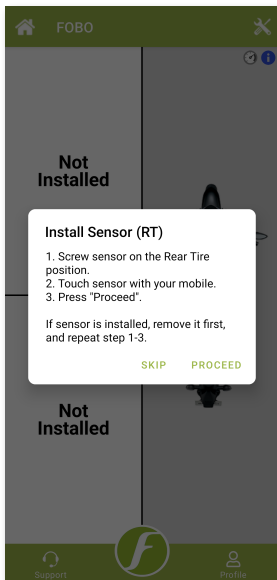 FOBO
Not
Installed
Install Sensor (RT)
1. Screw sensor on the Rear Tire
position.
2. Touch sensor with your mobile.
3. Press "Proceed".
If sensor is installed, remove it first,
and repeat step 1-3.
SKIP PROCEED
Not
Installed
Support Profile